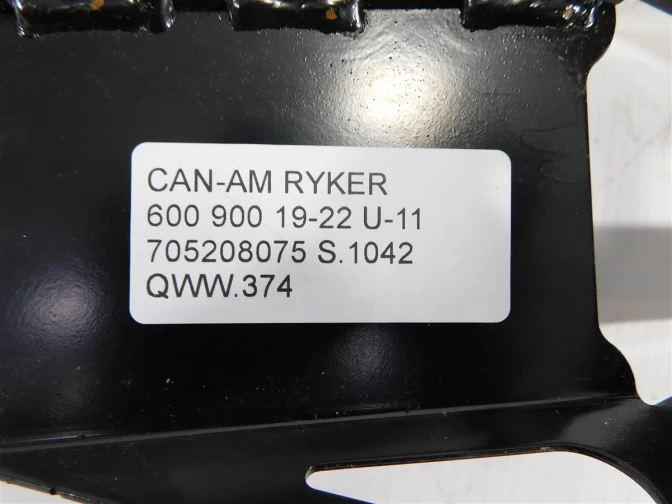 CAN-AM RYKER
600 900 19-22 U-11
705208075 S.1042
QWW.374